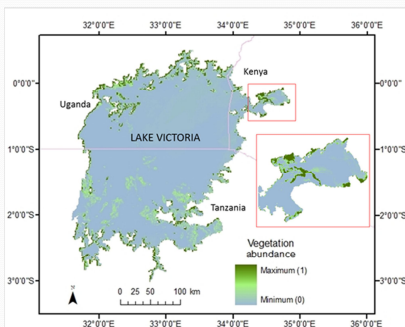 32°0'0"E 33°0'0"E 34°0'0"E 35°0'0"E 36°0'0"E
0°0'0"
1°0'0"S
2°0'0"S
3°0'0"S
Kenya
Uganda
LAKE VICTORIA
Tanzania
Vegetation
abundance
Maximum (1)
Minimum (0)
N
0 25 50 100 km
0°0'0"
1°0'0"S
2°0'0"S
3°0'0"S
32°0'0"E 33°0'0"E 34°0'0"E 35°0'0"E 36°0'0"E